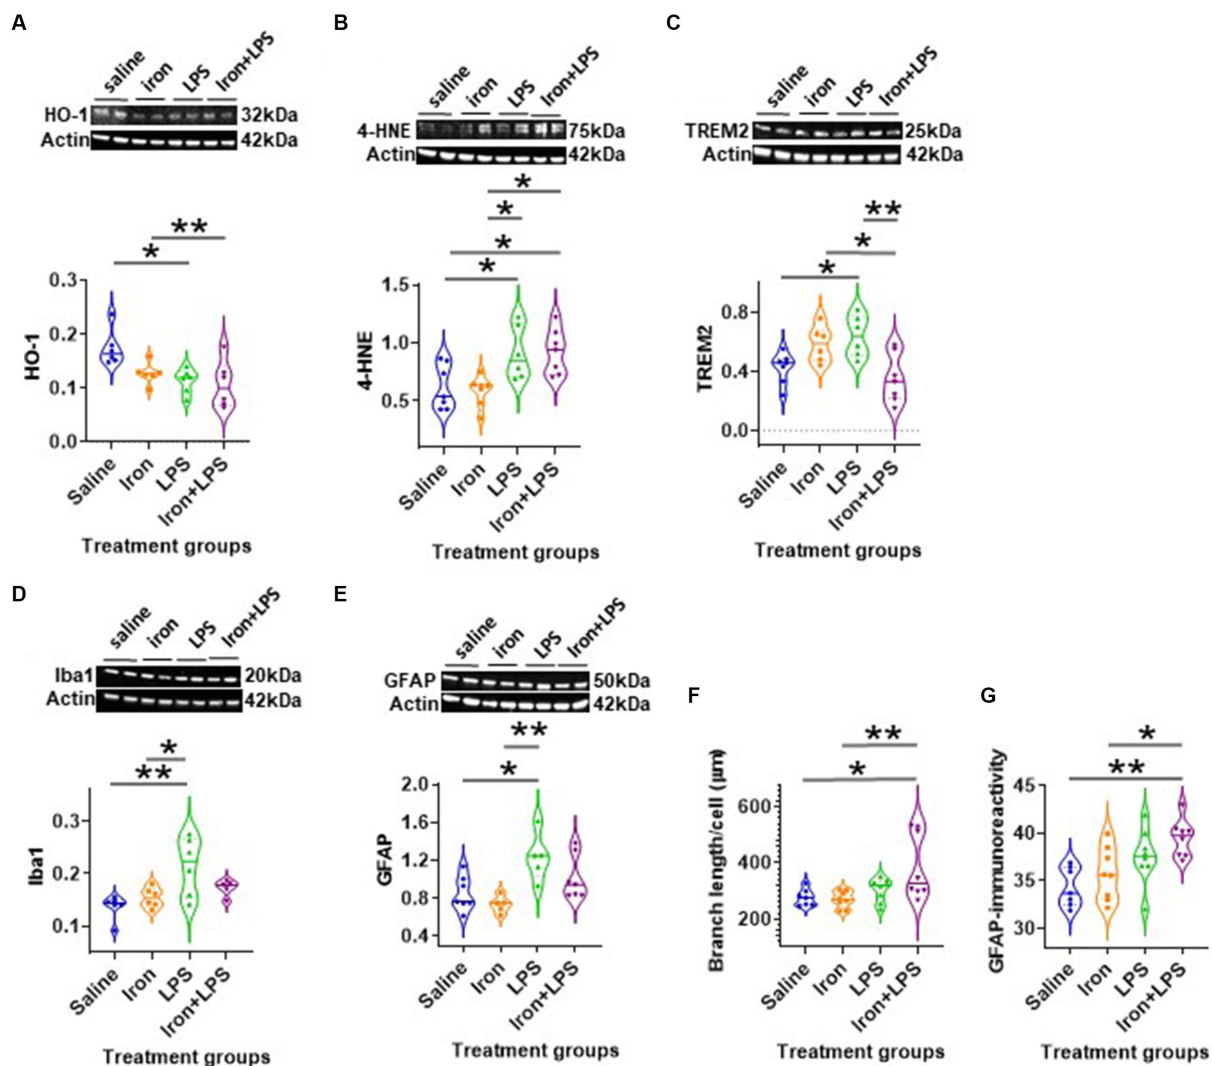 A
saline
iron
LPS
Iron+LPS
HO-1
32kDa
Actin
42kDa
**
*
0.3
0.2
0.1
0.0
HO-1
Saline
Iron
LPS
Iron+LPS
Treatment groups
B
saline
iron
LPS
Iron+LPS
4-HNE
75kDa
Actin
42kDa
*
*
*
*
1.5
1.0
0.5
4-HNE
Saline
Iron
LPS
Iron+LPS
Treatment groups
C
saline
iron
LPS
Iron+LPS
TREM2
25kDa
Actin
42kDa
**
*
*
0.8
0.4
0.0
TREM2
Saline
Iron
LPS
Iron+LPS
Treatment groups
D
saline
iron
LPS
Iron+LPS
Iba1
20kDa
Actin
42kDa
*
**
0.3
0.2
0.1
Iba1
Saline
Iron
LPS
Iron+LPS
Treatment groups
E
saline
iron
LPS
Iron+LPS
GFAP
50kDa
Actin
42kDa
**
*
2.0
1.6
1.2
0.8
0.4
GFAP
Saline
Iron
LPS
Iron+LPS
Treatment groups
F
**
*
600
400
200
Branch length/cell (µm)
Saline
Iron
LPS
Iron+LPS
Treatment groups
G
*
**
45
40
35
30
GFAP-immunoreactivity
Saline
Iron
LPS
Iron+LPS
Treatment groups